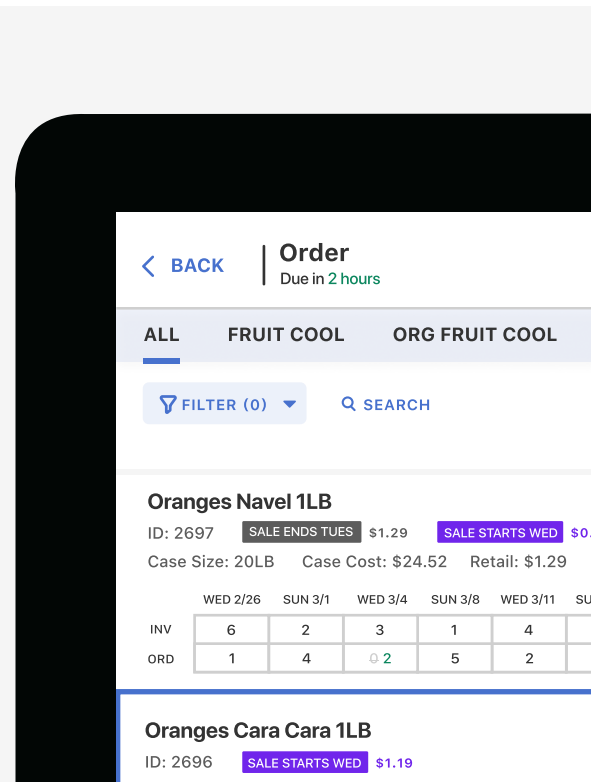 BACK
Order
Due in 2 hours
ALL FRUIT COOL ORG FRUIT COOL
FILTER (0) SEARCH
Oranges Navel 1LB
ID: 2697 SALE ENDS TUES $1.29 SALE STARTS WED $0.
Case Size: 20LB Case Cost: $24.52 Retail: $1.29
WED 2/26 SUN 3/1 WED 3/4 SUN 3/8 WED 3/11 SU
INV 6 2 3 1 4
ORD 1 4 0 2 5 2
Oranges Cara Cara 1LB
ID: 2696 SALE STARTS WED $1.19